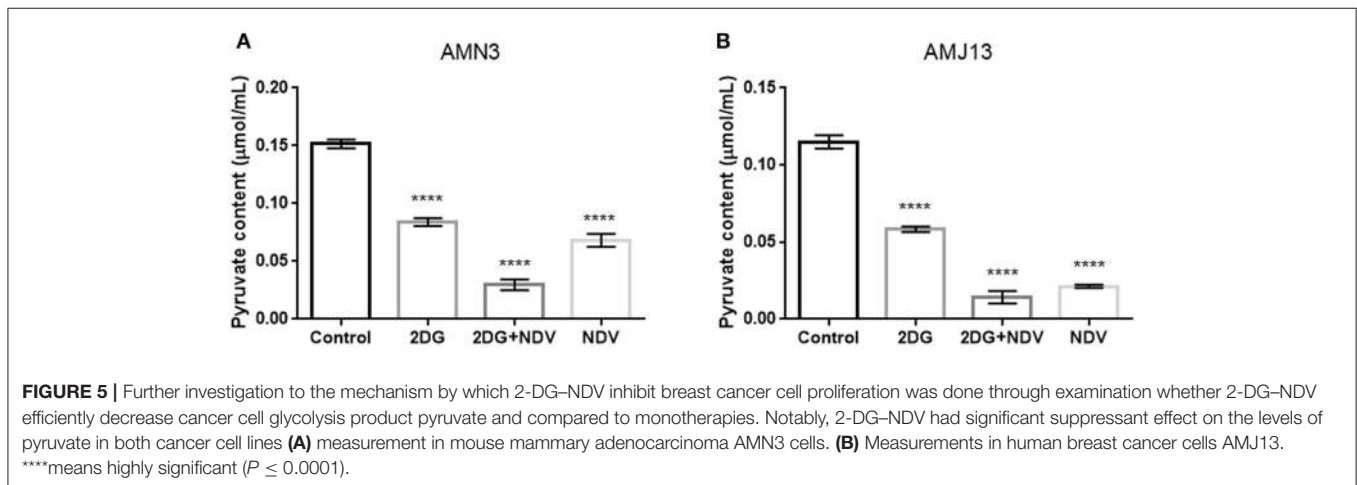 A
AMN3
Pyruvate content (µmol/mL)
0.20
0.15
0.10
0.05
0.00
****
****
****
Control 2DG 2DG+NDV NDV
B
AMJ13
Pyruvate content (µmol/mL)
0.15
0.10
0.05
0.00
****
****
****
Control 2DG 2DG+NDV NDV
FIGURE 5 | Further investigation to the mechanism by which 2-DG–NDV inhibit breast cancer cell proliferation was done through examination whether 2-DG–NDV
efficiently decrease cancer cell glycolysis product pyruvate and compared to monotherapies. Notably, 2-DG–NDV had significant suppressant effect on the levels of
pyruvate in both cancer cell lines (A) measurement in mouse mammary adenocarcinoma AMN3 cells. (B) Measurements in human breast cancer cells AMJ13.
****means highly significant (P ≤ 0.0001).